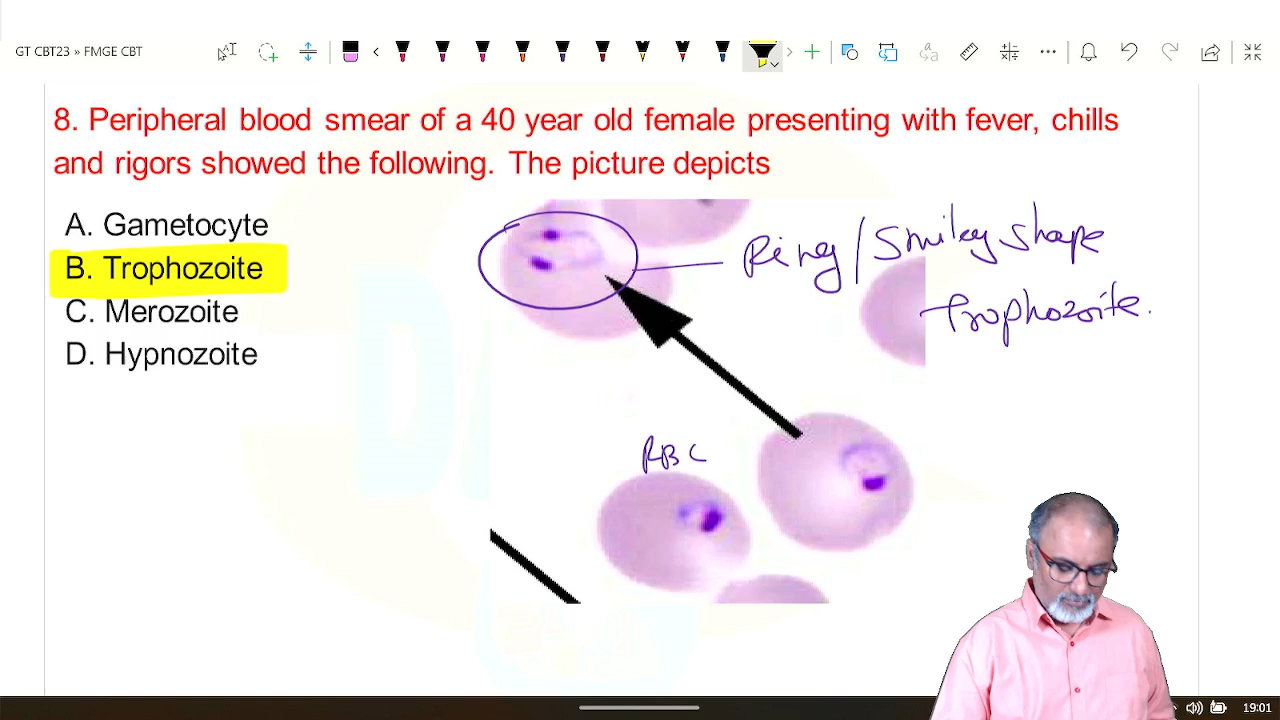 GT CBT23 » FMGE CBT
8. Peripheral blood smear of a 40 year old female presenting with fever, chills
and rigors showed the following. The picture depicts
A. Gametocyte
B. Trophozoite
C. Merozoite
D. Hypnozoite
Ring/Smiley shape
Trophozoite.
RBC
19:01